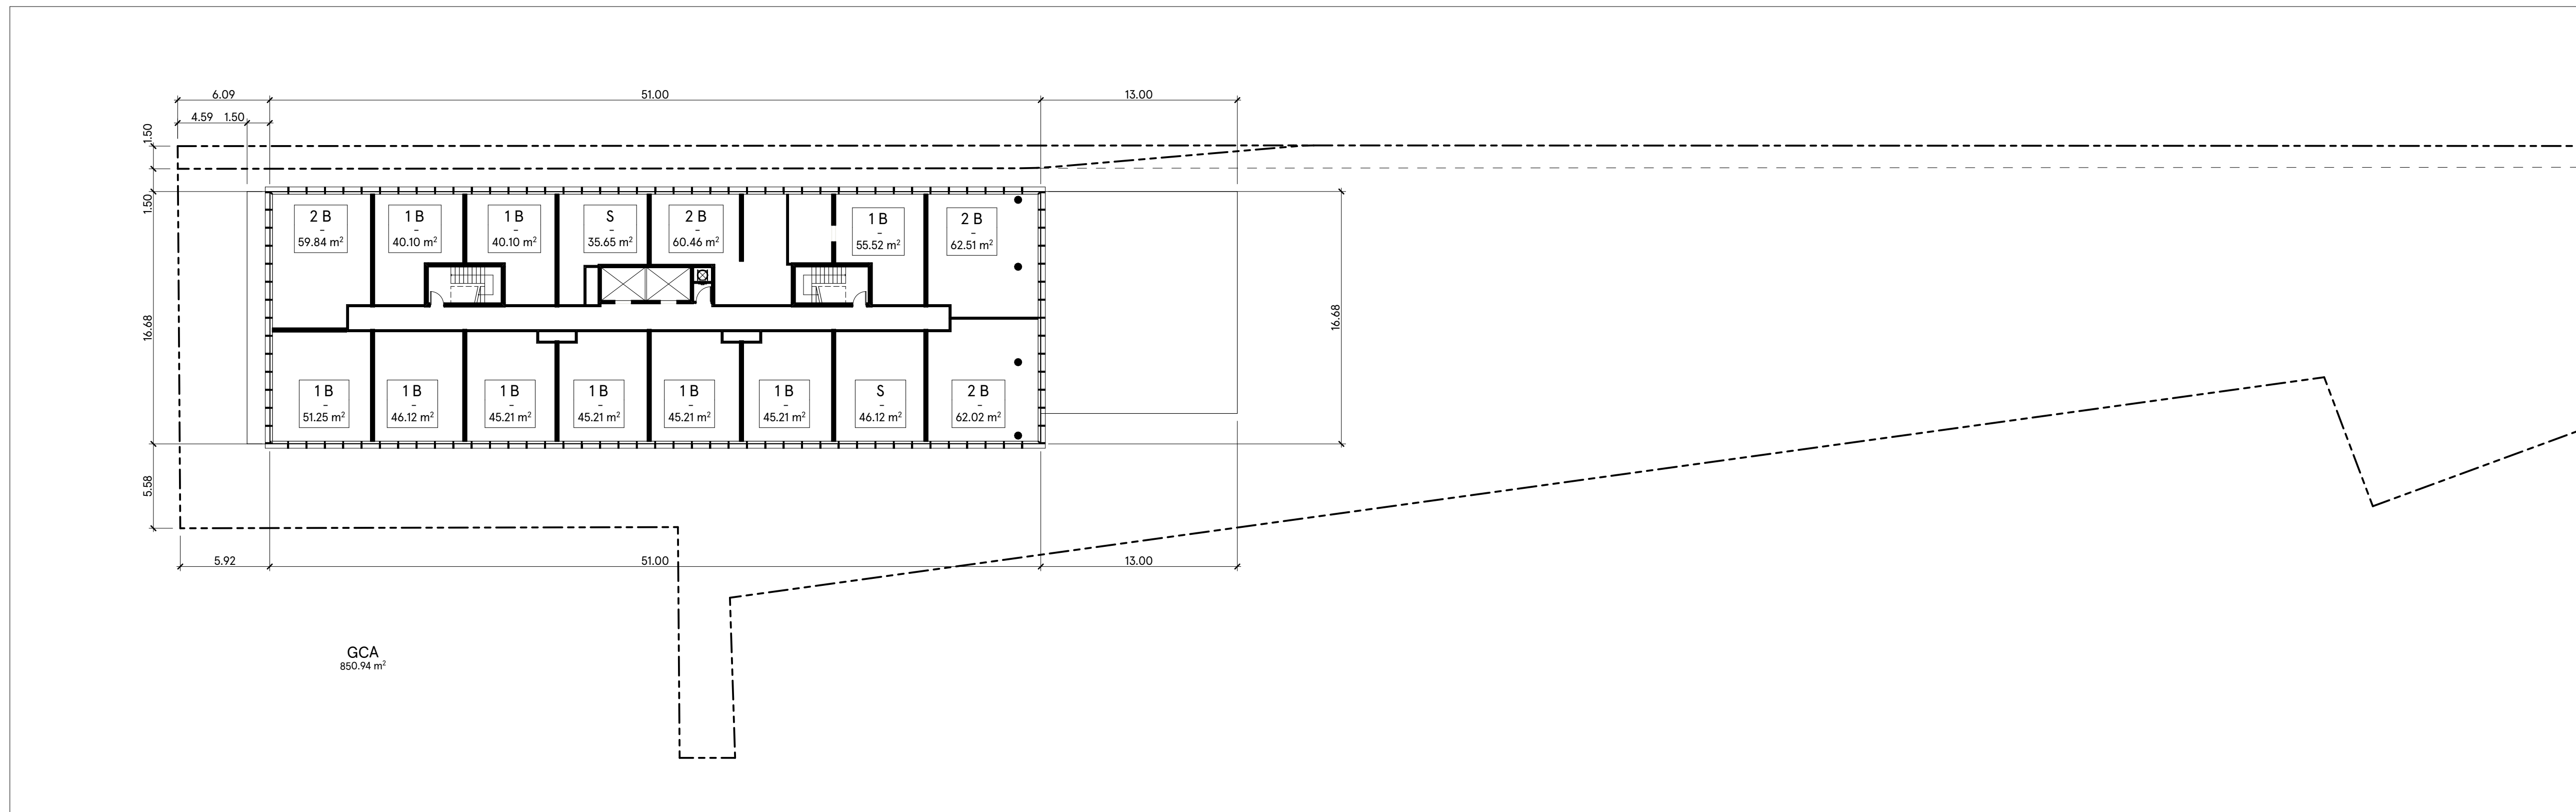 6.09
51.00
13.00
4.59
1.50
1.50
1.50
16.68
5.58
16.68
2 B
-
59.84 m²
1 B
-
40.10 m²
1 B
-
40.10 m²
S
-
35.65 m²
2 B
-
60.46 m²
1 B
-
55.52 m²
2 B
-
62.51 m²
1 B
-
51.25 m²
1 B
-
46.12 m²
1 B
-
45.21 m²
1 B
-
45.21 m²
1 B
-
45.21 m²
1 B
-
45.21 m²
S
-
46.12 m²
2 B
-
62.02 m²
5.92
51.00
13.00
GCA
850.94 m²